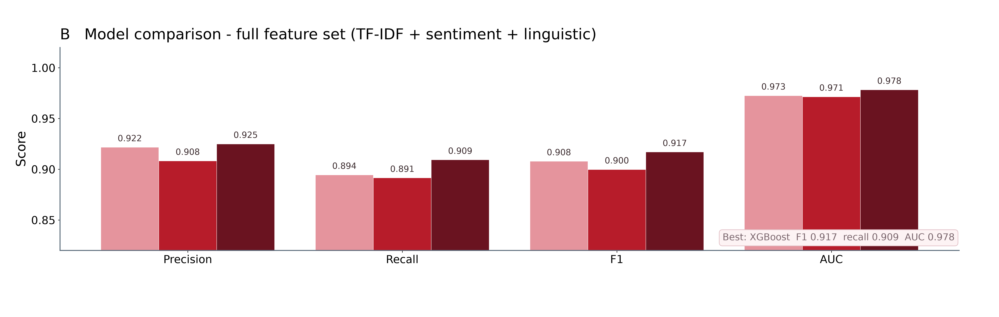 B   Model comparison - full feature set (TF-IDF + sentiment + linguistic)
Score
1.00
0.95
0.90
0.85
0.922
0.908
0.925
0.894
0.891
0.909
0.908
0.900
0.917
0.973
0.971
0.978
Best: XGBoost  F1 0.917  recall 0.909  AUC 0.978
Precision
Recall
F1
AUC